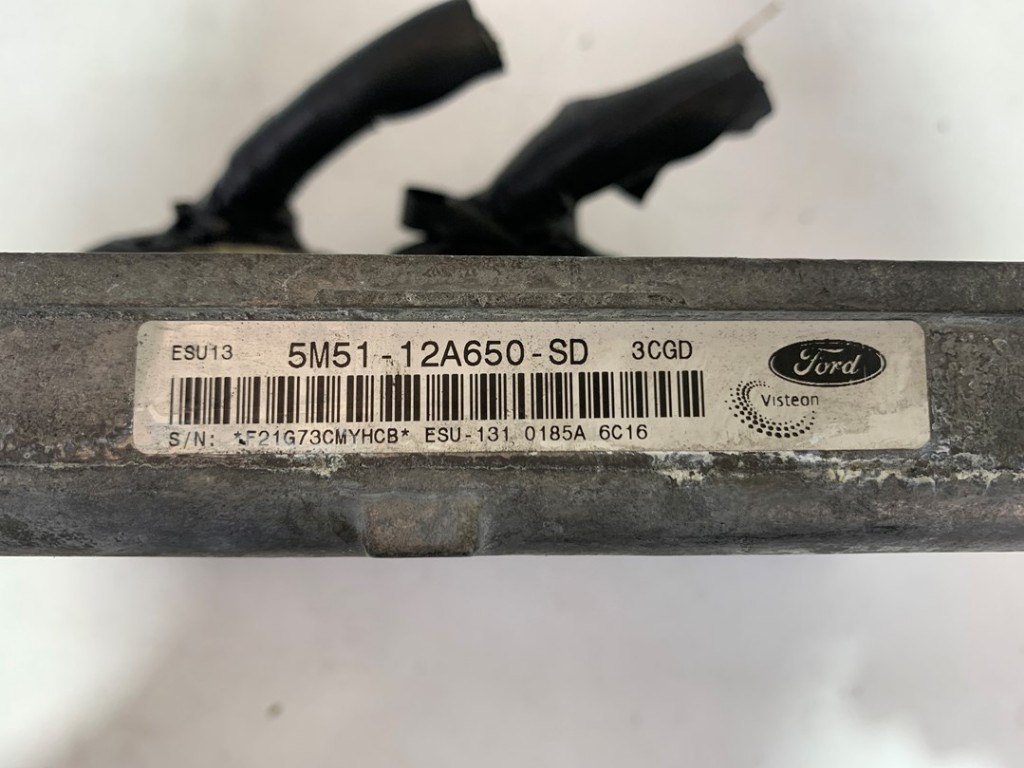 ESU13 5M51-12A650-SD 3CGD
Ford
Visteon
S/N: *F21G73CMYHCB* ESU-131 0185A 6C16